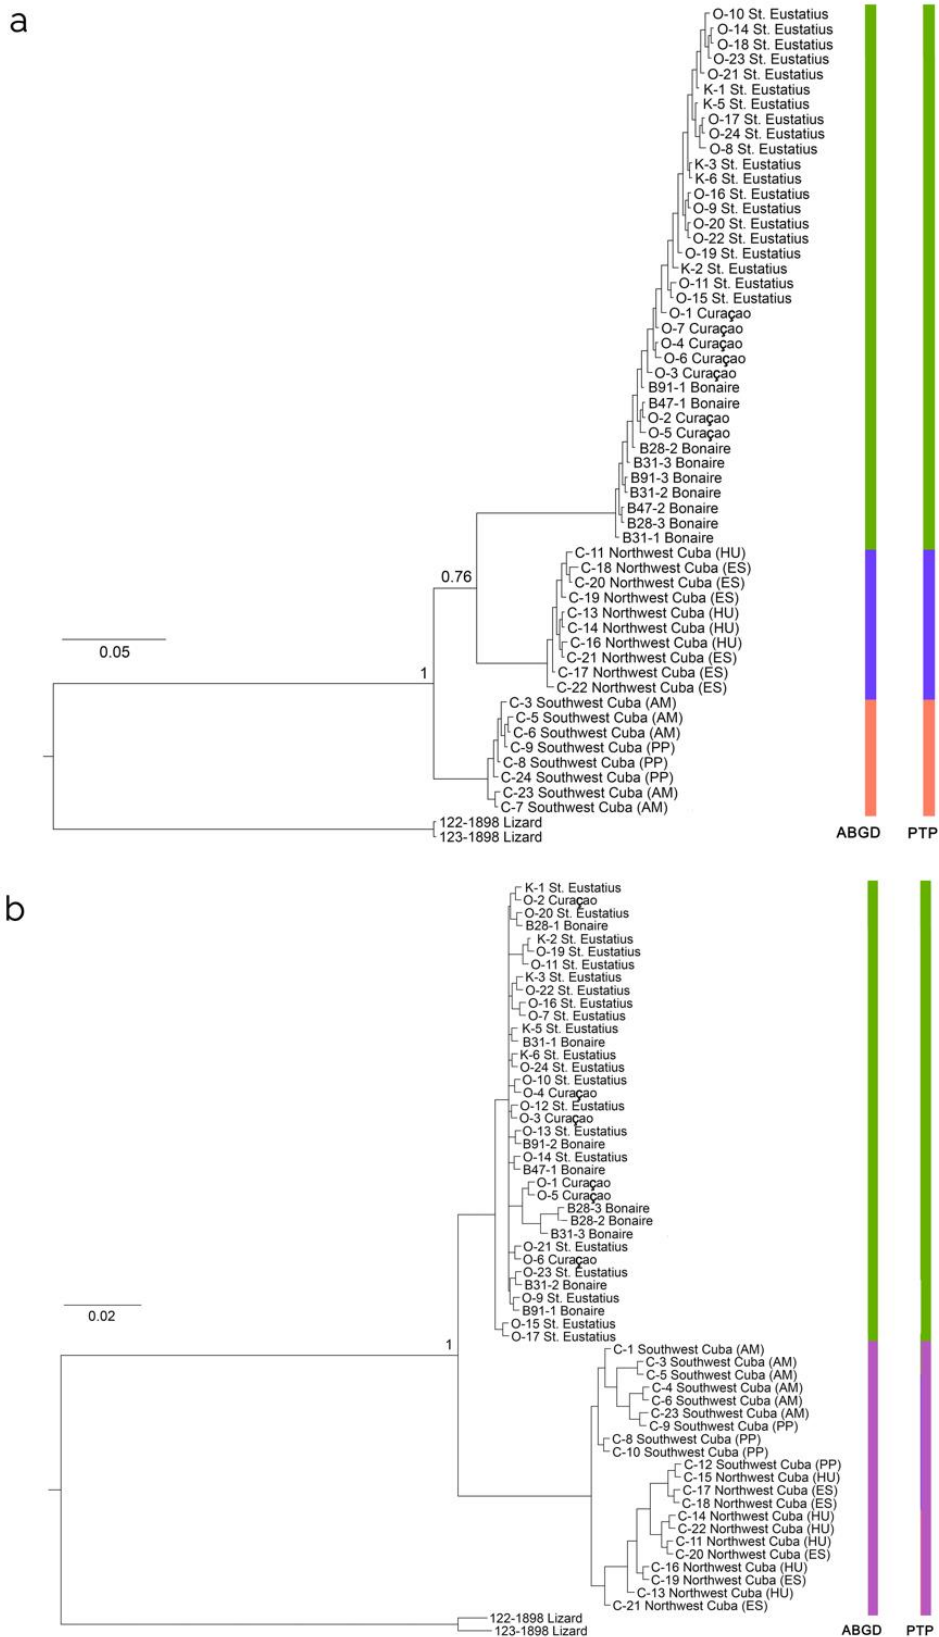 a
O-10 St. Eustatius
O-14 St. Eustatius
O-18 St. Eustatius
O-23 St. Eustatius
O-21 St. Eustatius
K-1 St. Eustatius
K-5 St. Eustatius
O-17 St. Eustatius
O-24 St. Eustatius
O-8 St. Eustatius
K-3 St. Eustatius
K-6 St. Eustatius
O-16 St. Eustatius
O-9 St. Eustatius
O-20 St. Eustatius
O-22 St. Eustatius
O-19 St. Eustatius
K-2 St. Eustatius
O-11 St. Eustatius
O-15 St. Eustatius
O-1 Curaçao
O-7 Curaçao
O-4 Curaçao
O-6 Curaçao
O-3 Curaçao
B91-1 Bonaire
B47-1 Bonaire
O-2 Curaçao
O-5 Curaçao
B28-2 Bonaire
B31-3 Bonaire
B91-3 Bonaire
B31-2 Bonaire
B47-2 Bonaire
B28-3 Bonaire
B31-1 Bonaire
C-11 Northwest Cuba (HU)
C-18 Northwest Cuba (ES)
0.76
C-20 Northwest Cuba (ES)
C-19 Northwest Cuba (ES)
C-13 Northwest Cuba (HU)
C-14 Northwest Cuba (HU)
C-16 Northwest Cuba (HU)
0.05
C-21 Northwest Cuba (ES)
1
C-17 Northwest Cuba (ES)
C-22 Northwest Cuba (ES)
C-3 Southwest Cuba (AM)
C-5 Southwest Cuba (AM)
C-6 Southwest Cuba (AM)
C-9 Southwest Cuba (PP)
C-8 Southwest Cuba (PP)
C-24 Southwest Cuba (PP)
C-23 Southwest Cuba (AM)
C-7 Southwest Cuba (AM)
122-1898 Lizard
123-1898 Lizard
ABGD PTP
b
K-1 St. Eustatius
O-2 Curaçao
O-20 St. Eustatius
B28-1 Bonaire
K-2 St. Eustatius
O-19 St. Eustatius
O-11 St. Eustatius
K-3 St. Eustatius
O-22 St. Eustatius
O-16 St. Eustatius
O-7 St. Eustatius
K-5 St. Eustatius
B31-1 Bonaire
K-6 St. Eustatius
O-24 St. Eustatius
O-10 St. Eustatius
O-4 Curaçao
O-12 St. Eustatius
O-3 Curaçao
O-13 St. Eustatius
B91-2 Bonaire
O-14 St. Eustatius
B47-1 Bonaire
O-1 Curaçao
O-5 Curaçao
B28-3 Bonaire
B28-2 Bonaire
B31-3 Bonaire
O-21 St. Eustatius
O-6 Curaçao
O-23 St. Eustatius
B31-2 Bonaire
O-9 St. Eustatius
B91-1 Bonaire
0.02
O-15 St. Eustatius
O-17 St. Eustatius
1
C-1 Southwest Cuba (AM)
C-3 Southwest Cuba (AM)
C-5 Southwest Cuba (AM)
C-4 Southwest Cuba (AM)
C-6 Southwest Cuba (AM)
C-23 Southwest Cuba (AM)
C-9 Southwest Cuba (PP)
C-8 Southwest Cuba (PP)
C-10 Southwest Cuba (PP)
C-12 Southwest Cuba (PP)
C-15 Northwest Cuba (HU)
C-17 Northwest Cuba (ES)
C-18 Northwest Cuba (ES)
C-14 Northwest Cuba (HU)
C-22 Northwest Cuba (HU)
C-11 Northwest Cuba (HU)
C-20 Northwest Cuba (ES)
C-16 Northwest Cuba (HU)
C-19 Northwest Cuba (ES)
C-13 Northwest Cuba (HU)
C-21 Northwest Cuba (ES)
122-1898 Lizard
123-1898 Lizard
ABGD PTP